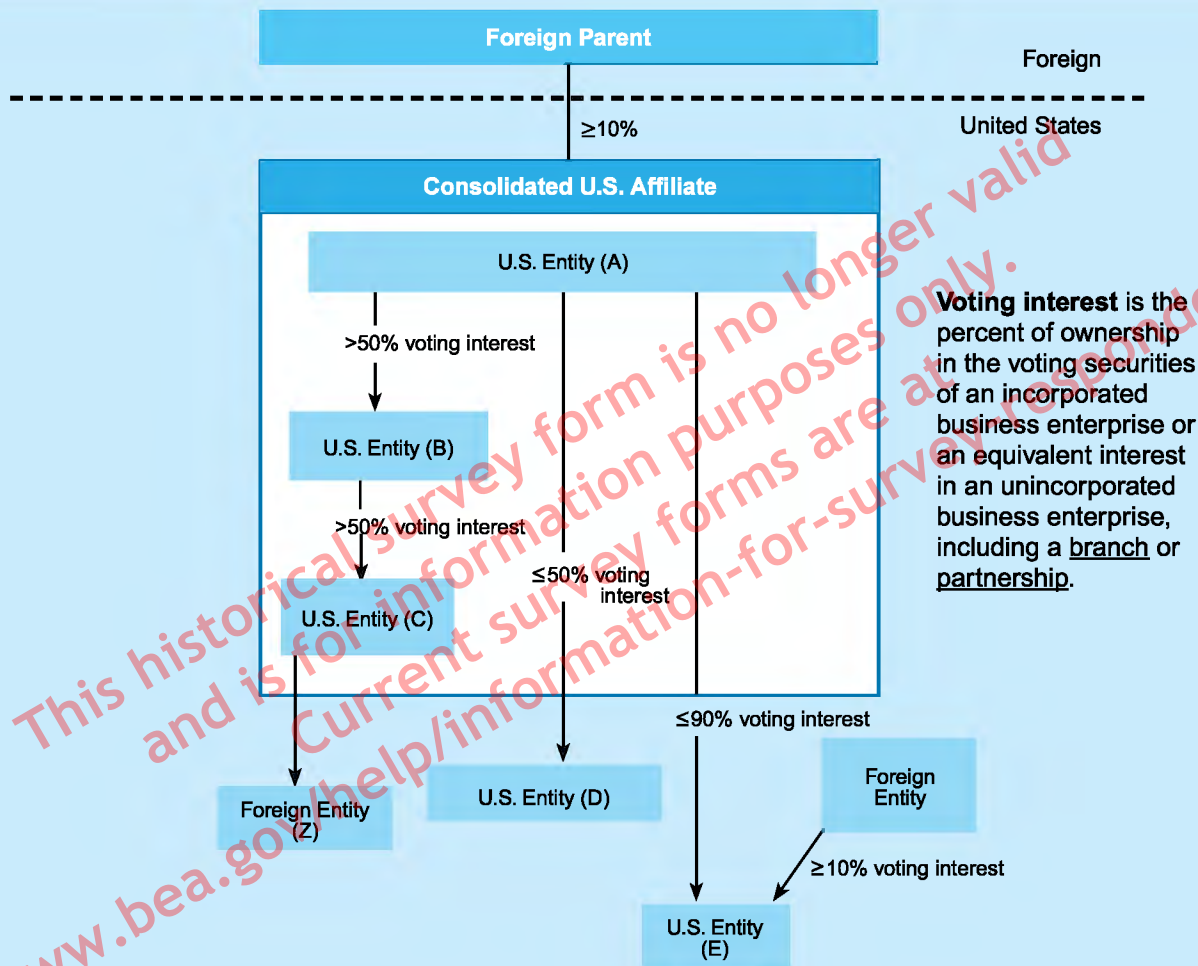 Foreign Parent
Foreign
≥10%
United States
Consolidated U.S. Affiliate
U.S. Entity (A)
>50% voting interest
U.S. Entity (B)
>50% voting interest
≤50% voting
interest
U.S. Entity (C)
≤90% voting interest
Foreign Entity
(Z)
U.S. Entity (D)
Foreign
Entity
≥10% voting interest
U.S. Entity
(E)
Voting interest is the
percent of ownership
in the voting securities
of an incorporated
business enterprise or
an equivalent interest
in an unincorporated
business enterprise,
including a branch or
partnership.
This historical survey form is no longer valid
and is for information purposes only.
Current survey forms are at
ww.bea.gov/help/information-for-survey-responde